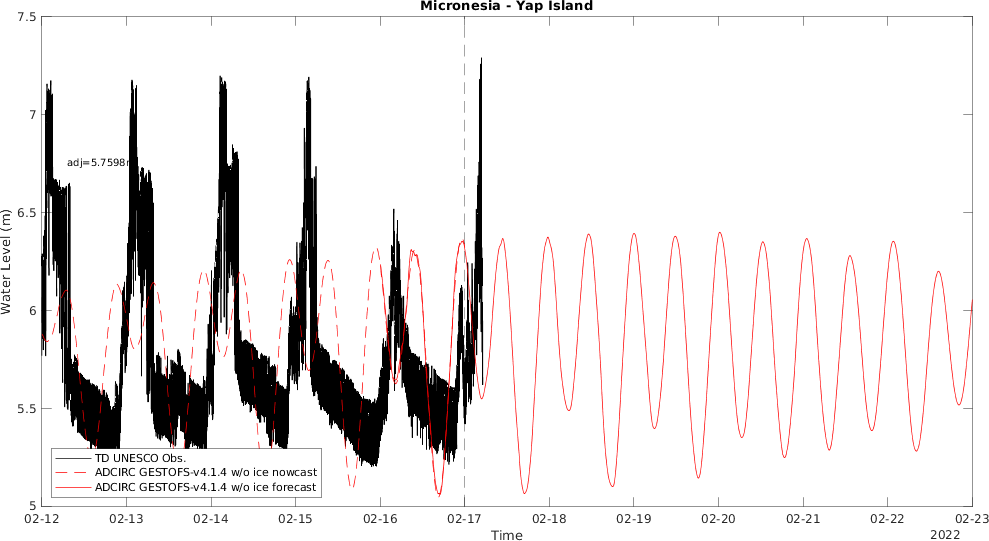 Micronesia - Yap Island
7.5
7
adj=5.7598m
6.5
Water Level (m)
6
5.5
TD UNESCO Obs.
ADCIRC GESTOFS-v4.1.4 w/o ice nowcast
ADCIRC GESTOFS-v4.1.4 w/o ice forecast
5
02-12 02-13 02-14 02-15 02-16 02-17 02-18 02-19 02-20 02-21 02-22 02-23
Time
2022